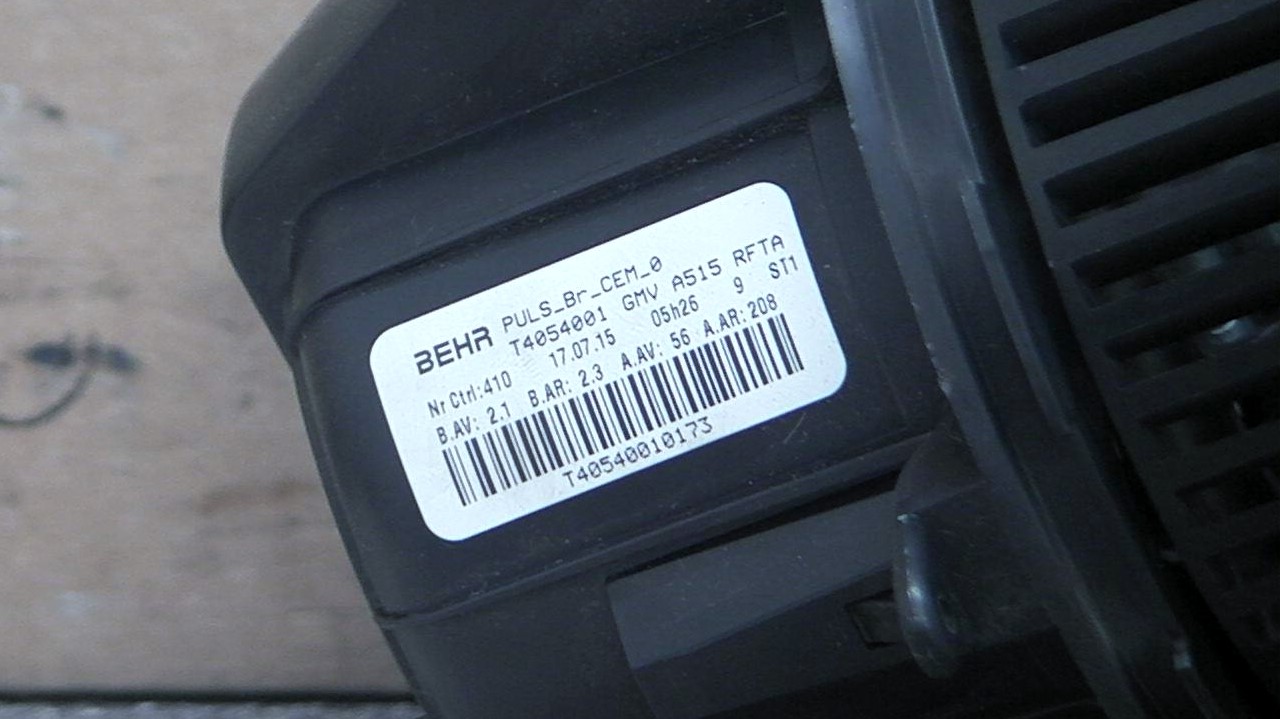 BEHR PULS_Br_CEM_0
T4054001 GMV A515 RFTA
Nr Ctrl:410 17.07.15 05h26 9 ST1
B.AV: 2.1 B.AR: 2.3 A.AV: 56 A.AR:208
T40540010173